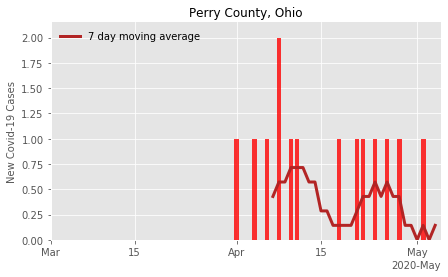 Perry County, Ohio
7 day moving average
New Covid-19 Cases
2.00
1.75
1.50
1.25
1.00
0.75
0.50
0.25
0.00
Mar 15 Apr 15 May
2020-May